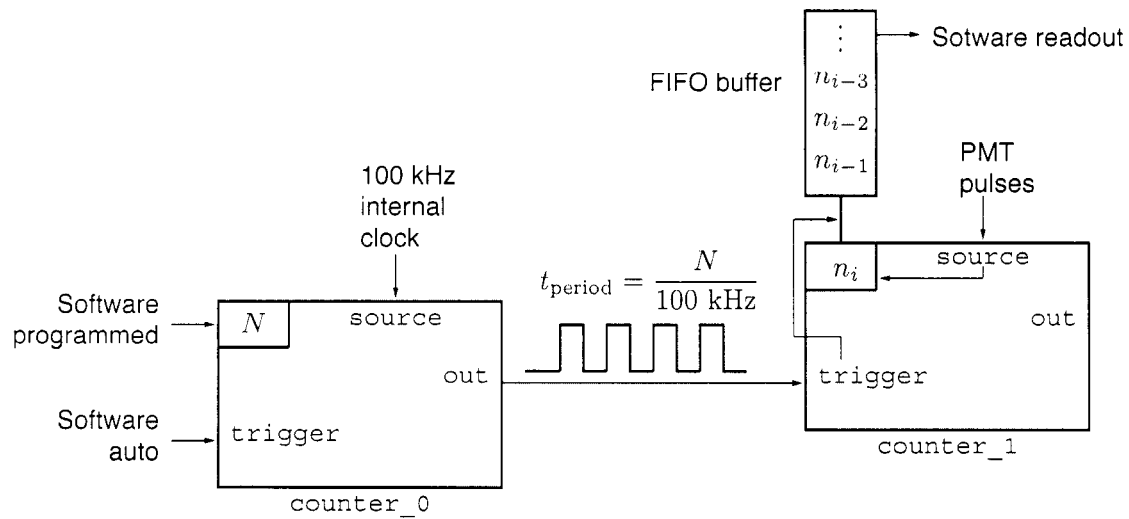 ⋮
Sotware readout
FIFO buffer
n_{i−3}
n_{i−2}
n_{i−1}
PMT
pulses
100 kHz
internal
clock
t_period = N / 100 kHz
n_i
source
out
trigger
counter_1
Software
programmed
N
source
out
Software
auto
trigger
counter_0